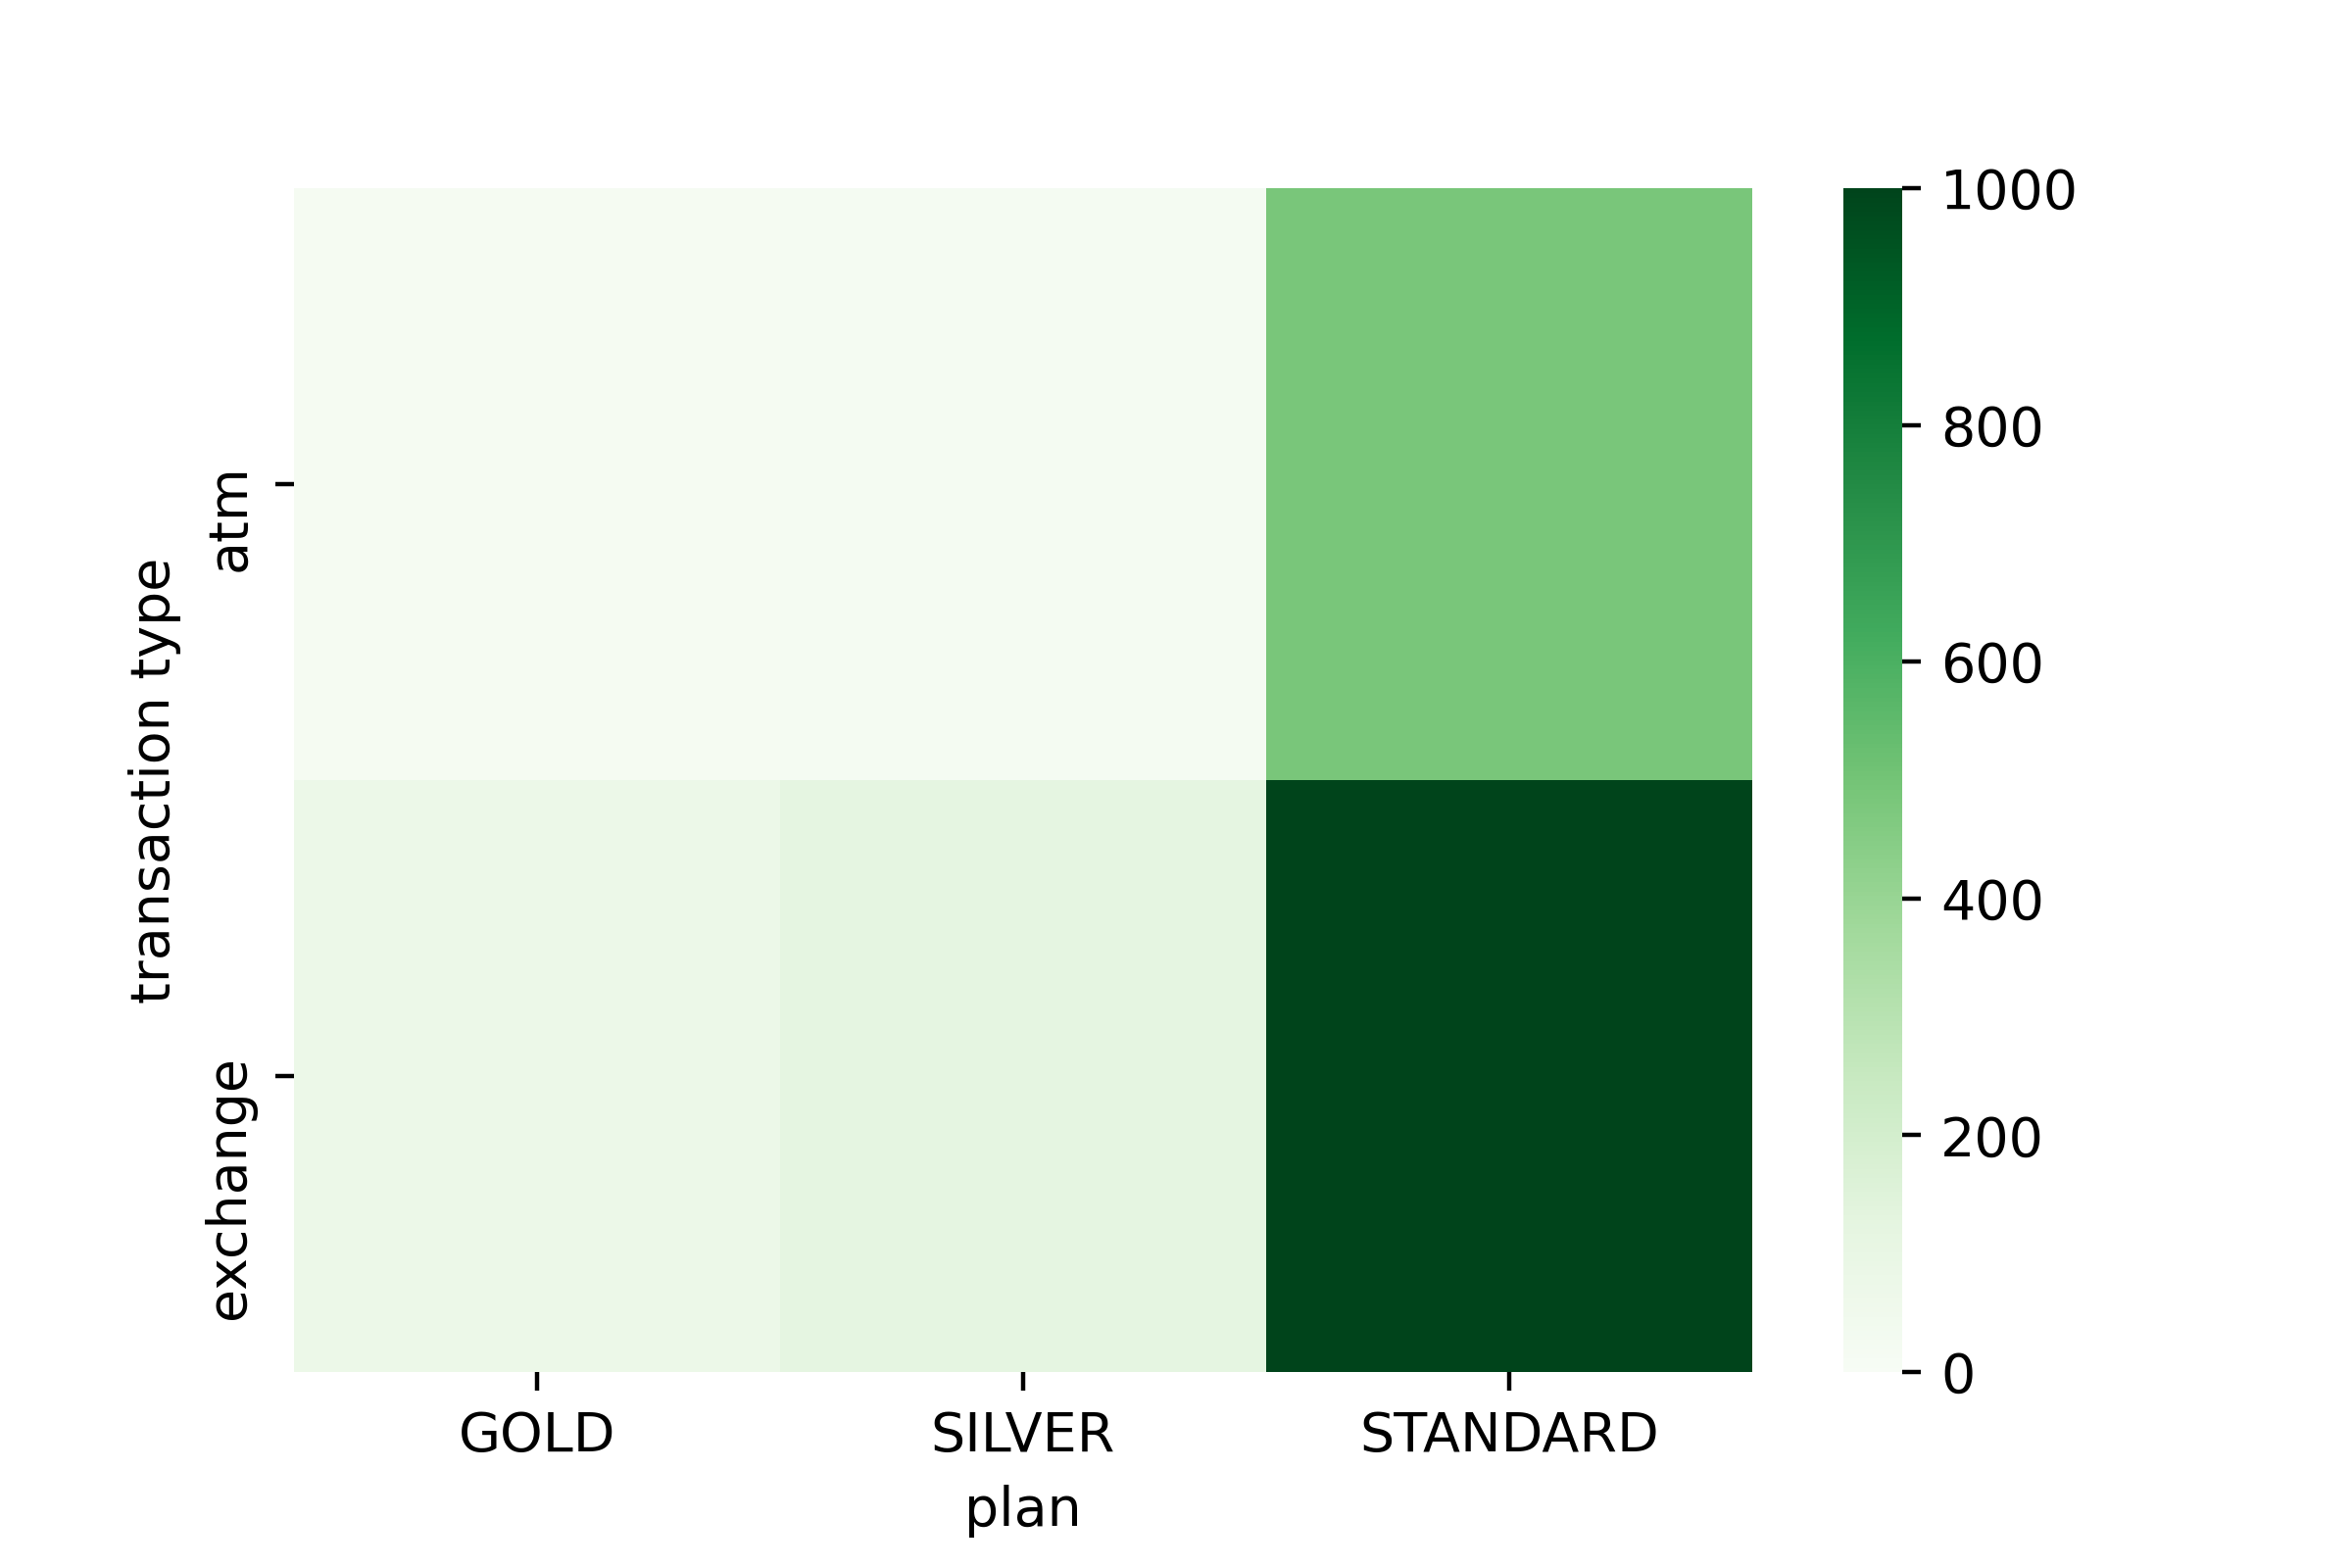 transaction type
atm
exchange
GOLD
SILVER
STANDARD
plan
1000
800
600
400
200
0